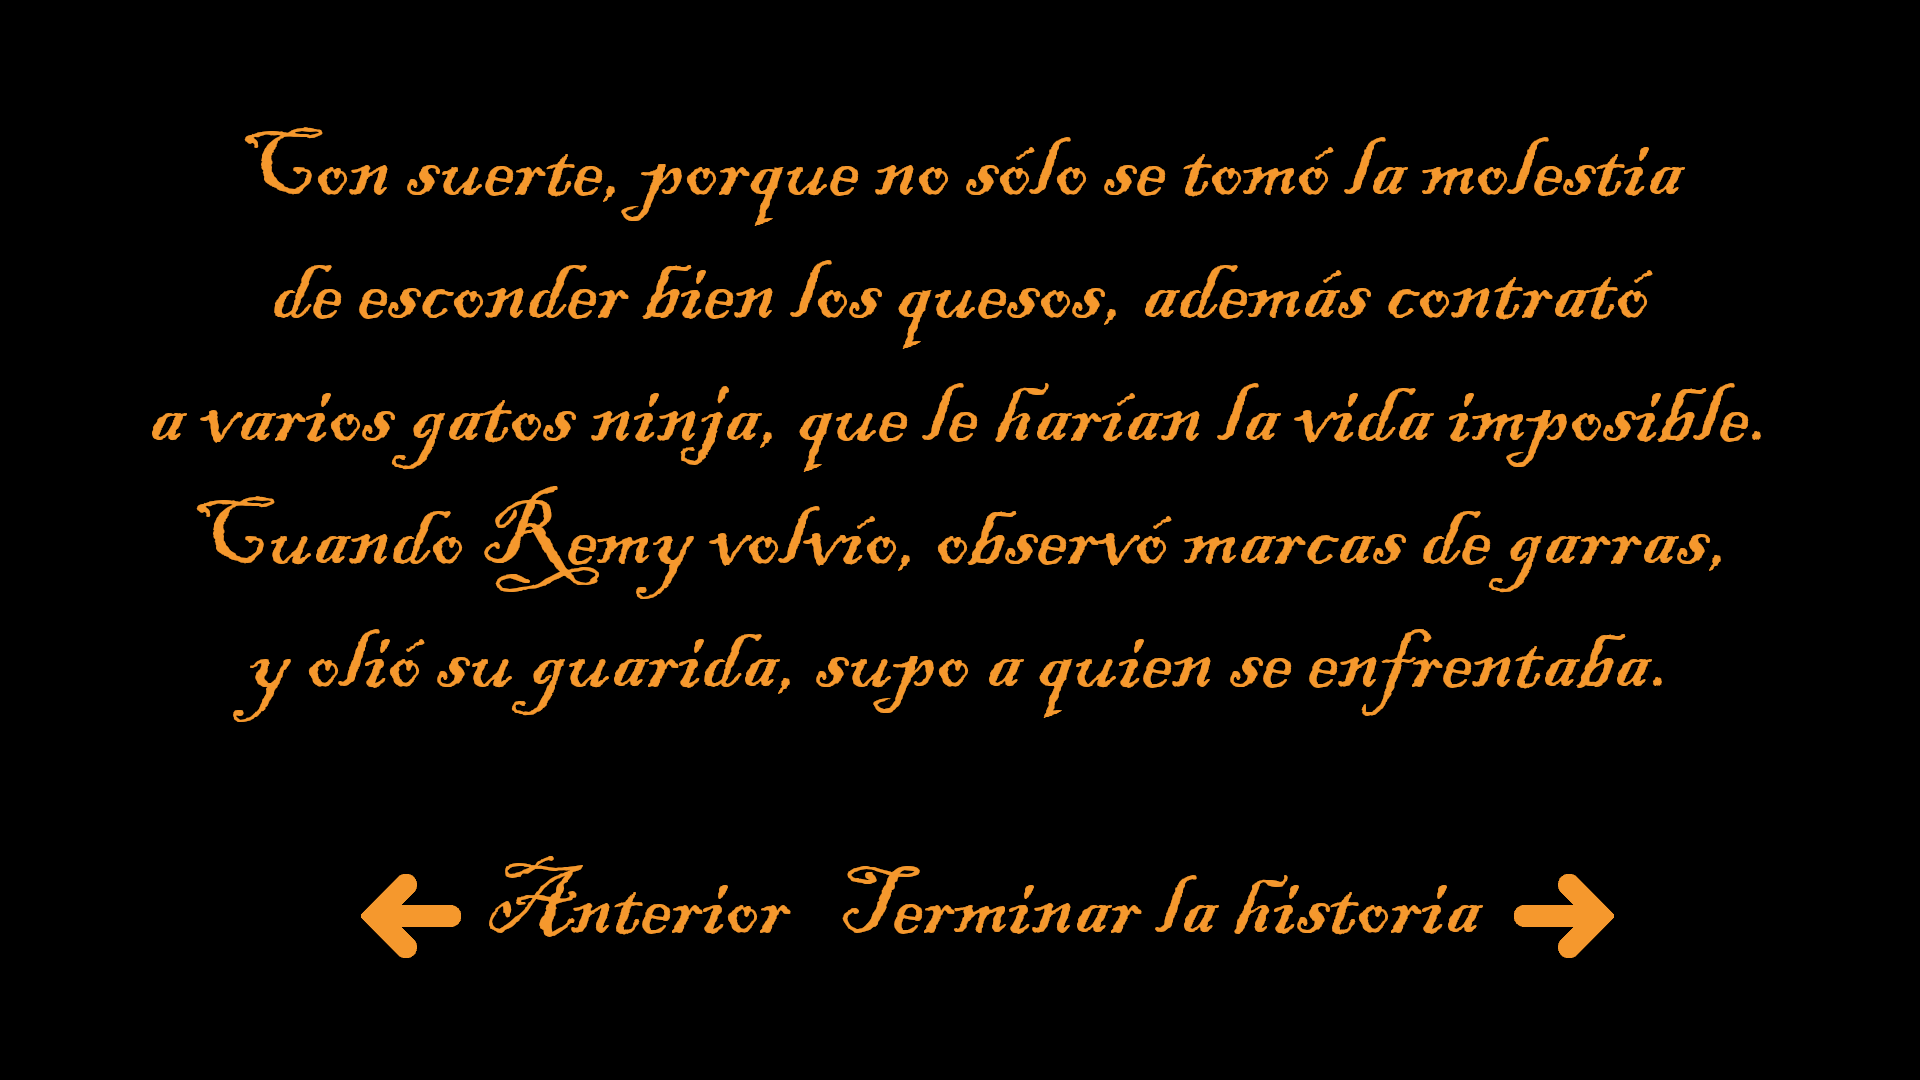 Con suerte, porque no sólo se tomó la molestia
de esconder bien los quesos, además contrató
a varios gatos ninja, que le harían la vida imposible.
Cuando Remy volvío, observó marcas de garras,
y olió su guarida, supo a quien se enfrentaba.
Anterior Terminar la historia